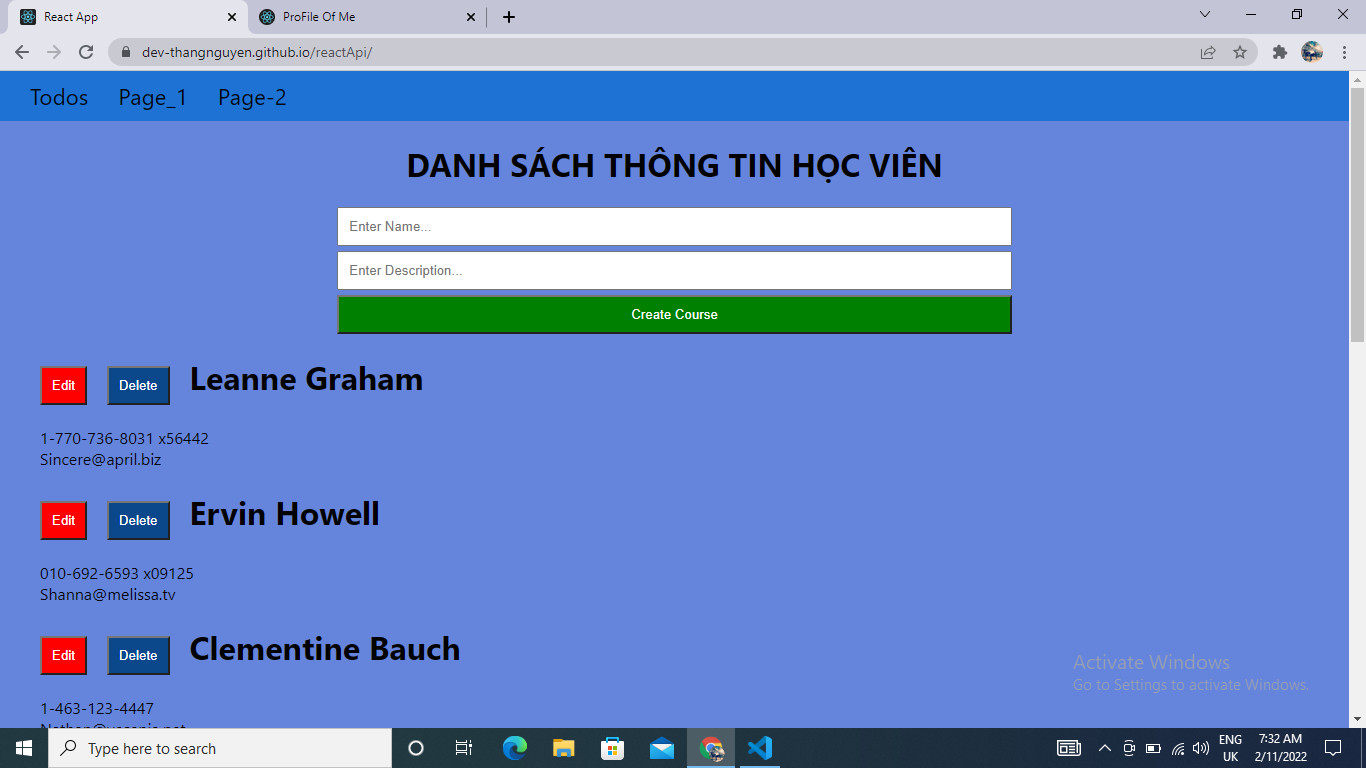 React App
ProFile Of Me
dev-thangnguyen.github.io/reactApi/
Todos Page_1 Page-2
DANH SÁCH THÔNG TIN HỌC VIÊN
Enter Name...
Enter Description...
Create Course
Edit Delete Leanne Graham
1-770-736-8031 x56442
Sincere@april.biz
Edit Delete Ervin Howell
010-692-6593 x09125
Shanna@melissa.tv
Edit Delete Clementine Bauch
1-463-123-4447
Activate Windows
Go to Settings to activate Windows.
Type here to search
ENG
UK
7:32 AM
2/11/2022